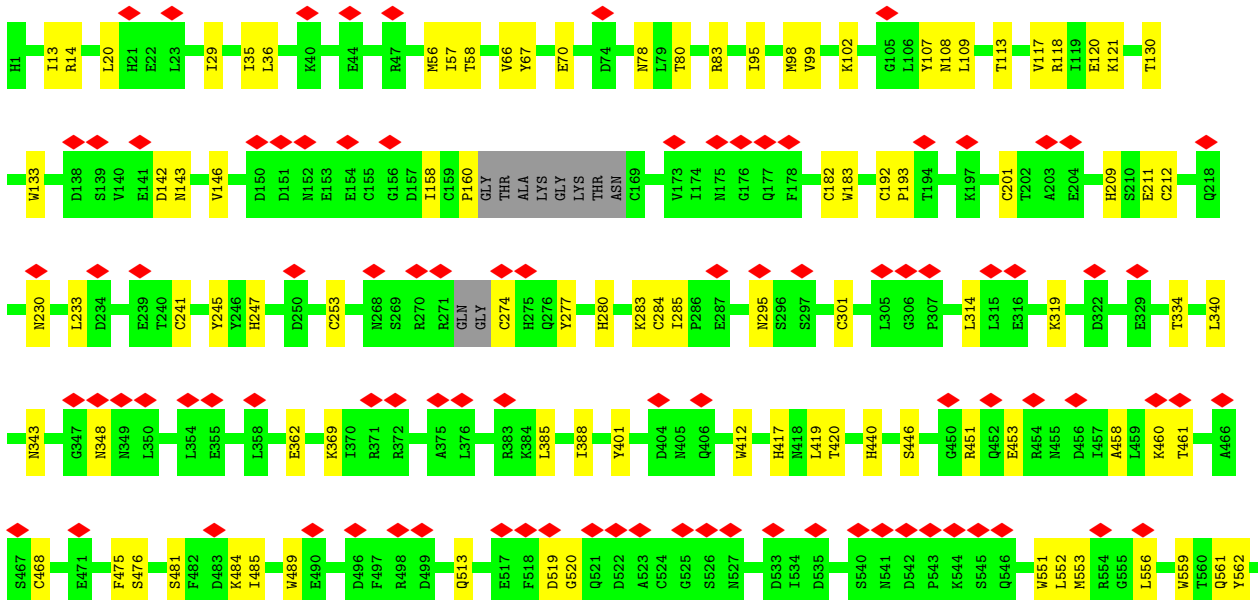 H1 I13 R14 L20 H21 E22 L23 I29 I35 L36 K40 E44 R47 M56 I57 T58 V66 Y67 E70 D74 N78 L79 T80 R83 I95 M98 V99 K102 G105 L106 Y107 N108 L109 T113 V117 R118 I119 E120 K121 T130
W133 D138 S139 V140 E141 D142 N143 V146 D150 D151 N152 E153 E154 C155 G156 D157 I158 C159 P160 GLY THR ALA LYS GLY LYS THR ASN C169 V173 I174 N175 G176 Q177 F178 C182 W183 C192 P193 T194 K197 C201 T202 A203 E204 H209 S210 E211 C212 Q218
N230 L233 D234 E239 T240 C241 Y245 Y246 H247 D250 C253 N268 S269 R270 R271 GLN GLY C274 H275 Q276 Y277 H280 K283 C284 I285 P286 E287 N295 S296 S297 C301 L305 G306 P307 L314 L315 E316 K319 D322 E329 T334 L340
N343 G347 N348 N349 L350 L354 E355 L358 E362 K369 I370 R371 R372 A375 L376 R383 K384 L385 I388 Y401 D404 N405 Q406 W412 H417 N418 L419 T420 H440 S446 G450 R451 Q452 E453 R454 N455 D456 I457 A458 L459 K460 T461 A466
S467 C468 E471 F475 S476 S481 F482 D483 K484 I485 W489 E490 D496 F497 R498 D499 Q513 E517 F518 D519 G520 Q521 D522 A523 C524 G525 S526 N527 D533 I534 D535 S540 N541 D542 P543 K544 S545 Q546 W551 L552 M553 R554 G555 L556 W559 T560 Q561 Y562